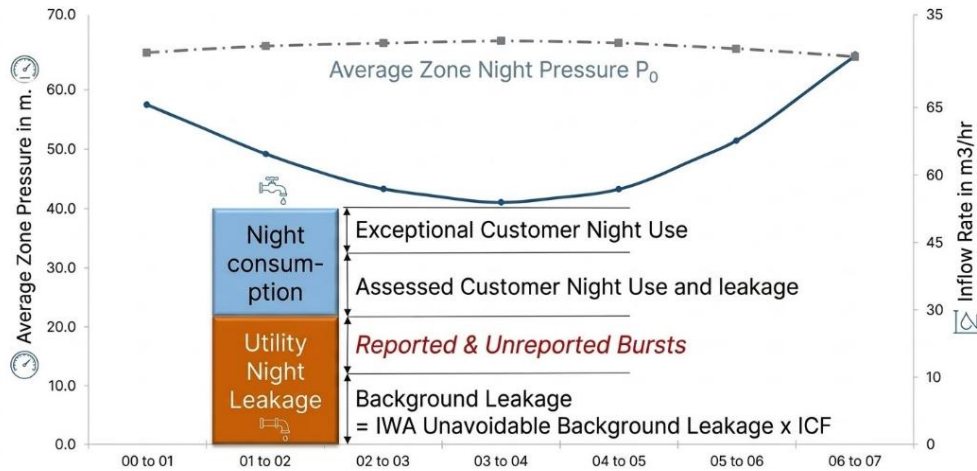 70.0
60.0
50.0
40.0
30.0
20.0
10.0
0.0
Average Zone Pressure in m.
Average Zone Night Pressure P₀
Night
consum-
ption
Utility
Night
Leakage
Exceptional Customer Night Use
Assessed Customer Night Use and leakage
Reported & Unreported Bursts
Background Leakage
= IWA Unavoidable Background Leakage x ICF
35
65
60
45
30
10
0
Inflow Rate in m3/hr
00 to 01
01 to 02
02 to 03
03 to 04
04 to 05
05 to 06
06 to 07